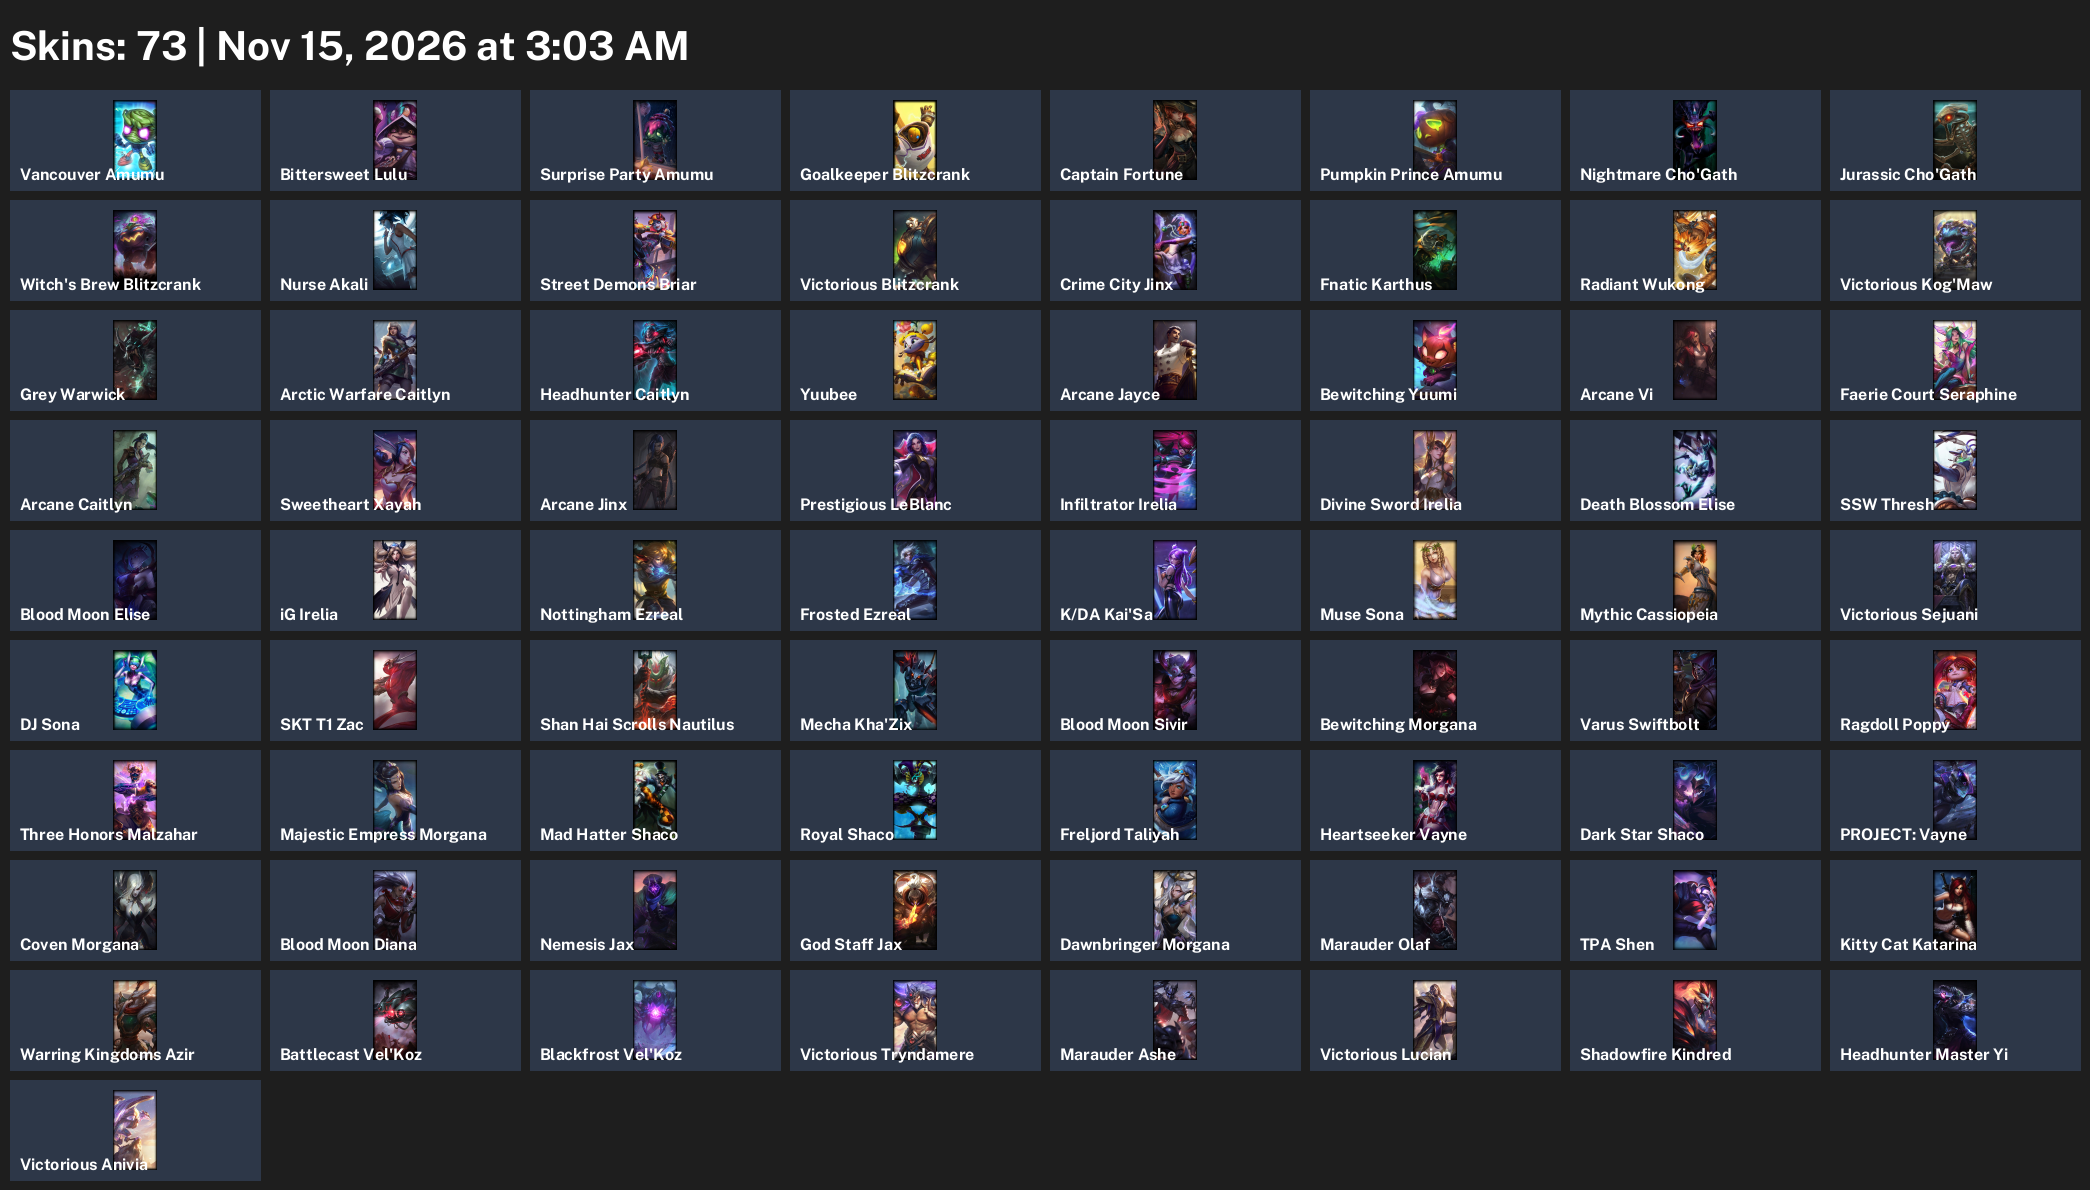 Skins: 73 | Nov 15, 2026 at 3:03 AM
Vancouver Amumu
Bittersweet Lulu
Surprise Party Amumu
Goalkeeper Blitzcrank
Captain Fortune
Pumpkin Prince Amumu
Nightmare Cho'Gath
Jurassic Cho'Gath
Witch's Brew Blitzcrank
Nurse Akali
Street Demons Briar
Victorious Blitzcrank
Crime City Jinx
Fnatic Karthus
Radiant Wukong
Victorious Kog'Maw
Grey Warwick
Arctic Warfare Caitlyn
Headhunter Caitlyn
Yuubee
Arcane Jayce
Bewitching Yuumi
Arcane Vi
Faerie Court Seraphine
Arcane Caitlyn
Sweetheart Xayah
Arcane Jinx
Prestigious LeBlanc
Infiltrator Irelia
Divine Sword Irelia
Death Blossom Elise
SSW Thresh
Blood Moon Elise
iG Irelia
Nottingham Ezreal
Frosted Ezreal
K/DA Kai'Sa
Muse Sona
Mythic Cassiopeia
Victorious Sejuani
DJ Sona
SKT T1 Zac
Shan Hai Scrolls Nautilus
Mecha Kha'Zix
Blood Moon Sivir
Bewitching Morgana
Varus Swiftbolt
Ragdoll Poppy
Three Honors Malzahar
Majestic Empress Morgana
Mad Hatter Shaco
Royal Shaco
Freljord Taliyah
Heartseeker Vayne
Dark Star Shaco
PROJECT: Vayne
Coven Morgana
Blood Moon Diana
Nemesis Jax
God Staff Jax
Dawnbringer Morgana
Marauder Olaf
TPA Shen
Kitty Cat Katarina
Warring Kingdoms Azir
Battlecast Vel'Koz
Blackfrost Vel'Koz
Victorious Tryndamere
Marauder Ashe
Victorious Lucian
Shadowfire Kindred
Headhunter Master Yi
Victorious Anivia